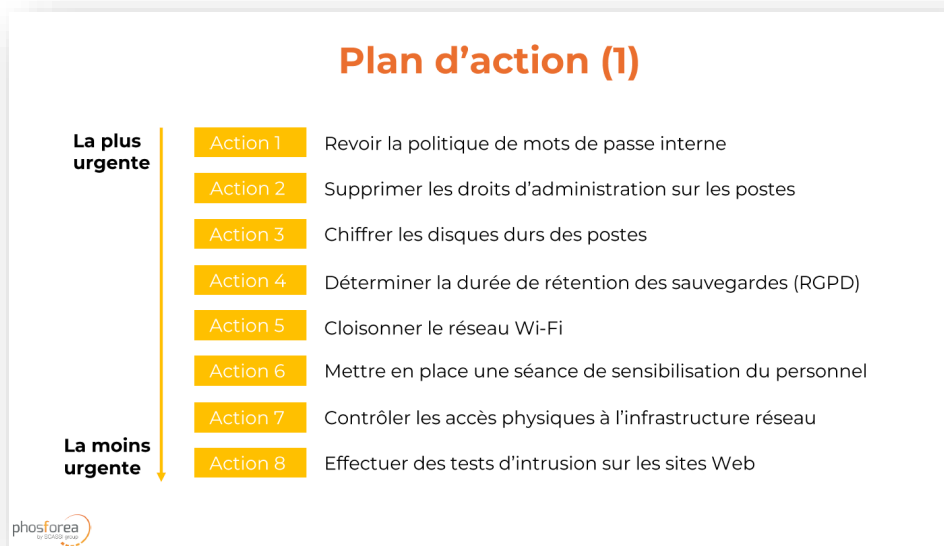 Plan d’action (1)
La plus
urgente
Action 1 Revoir la politique de mots de passe interne
Action 2 Supprimer les droits d’administration sur les postes
Action 3 Chiffrer les disques durs des postes
Action 4 Déterminer la durée de rétention des sauvegardes (RGPD)
Action 5 Cloisonner le réseau Wi-Fi
Action 6 Mettre en place une séance de sensibilisation du personnel
Action 7 Contrôler les accès physiques à l’infrastructure réseau
La moins
urgente
Action 8 Effectuer des tests d’intrusion sur les sites Web
phosforea
by SCASSI group